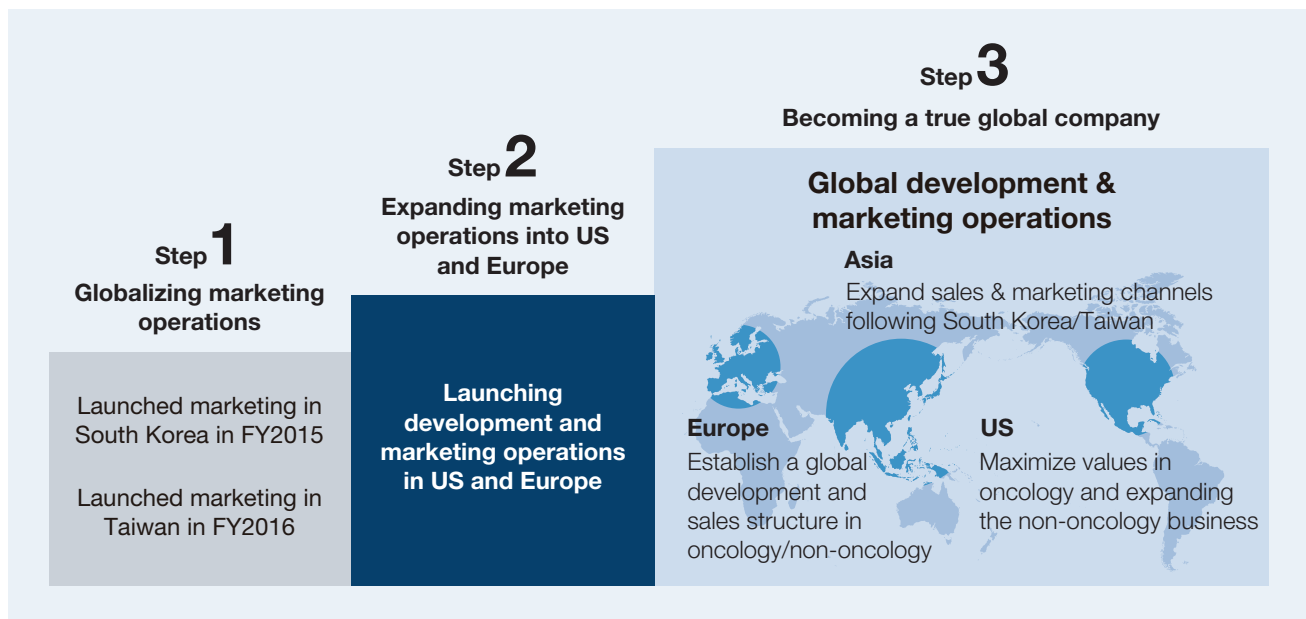 Step 1
Globalizing marketing
operations
Launched marketing in
South Korea in FY2015
Launched marketing in
Taiwan in FY2016
Step 2
Expanding marketing
operations into US
and Europe
Launching
development and
marketing operations
in US and Europe
Step 3
Becoming a true global company
Global development &
marketing operations
Asia
Expand sales & marketing channels
following South Korea/Taiwan
Europe
Establish a global
development and
sales structure in
oncology/non-oncology
US
Maximize values in
oncology and expanding
the non-oncology business